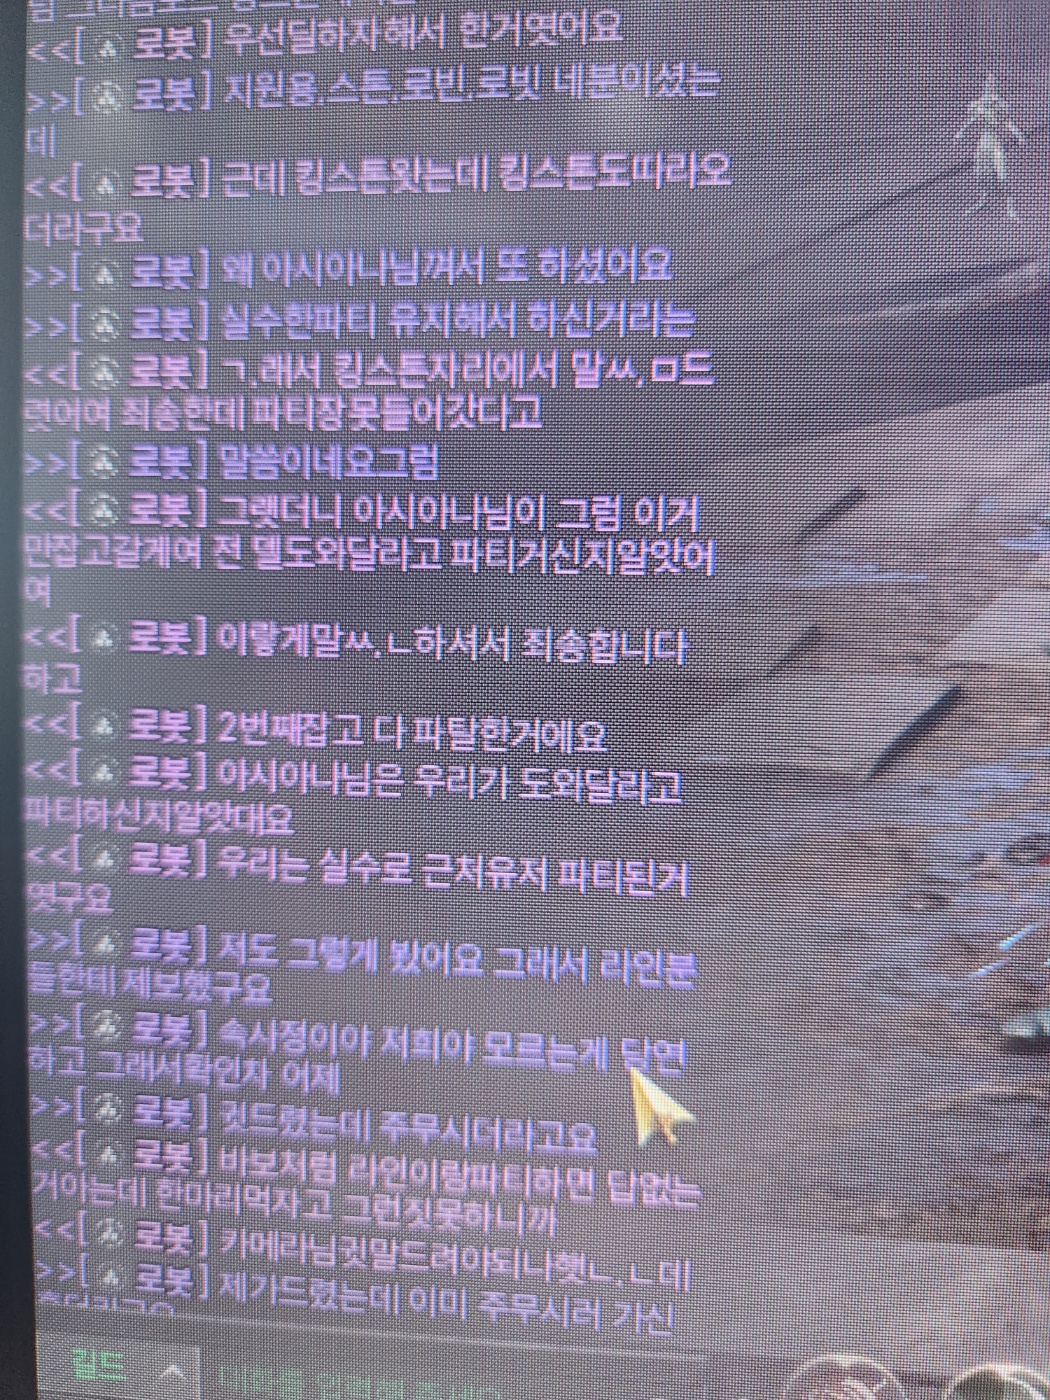 <<[ 로봇] 우선딜하자해서 한거엿어요
>>[ 로봇] 지원용,스톤,로빈,로빗 네분이셨는
데
<<[ 로봇] 근데 킹스톤왓는데 킹스톤도따라오
더라구요
>>[ 로봇] 왜 아시아나님껴서 또 하셨어요
>>[ 로봇] 실수한파티 유지해서 하신거리는
<<[ 로봇] ㄱ,래서 킹스톤자리에서 말ㅆ,ㅁ드
렷어여 죄송한데 파티잘못들어갓다고
>>[ 로봇] 말씀이네요그럼
<<[ 로봇] 그랫더니 아시아나님이 그럼 이거
만잡고갈게여 전 델도와달라고 파티거신지알앗어
여
<<[ 로봇] 이랗게말ㅆ,ㄴ하셔서 죄송힙니다
하고
<<[ 로봇] 2번째잡고 다 파탈한거에요
<<[ 로봇] 아시아나님은 우리가 도와달라고
파티하신지알앗대요
<<[ 로봇] 우리는 실수로 근처유저 파티된거
엿구요
>>[ 로봇] 저도 그렇게 봤어요 그래서 라인분
들한테 제보했구요
>>[ 로봇] 속사정이야 저희야 모르는게 당연
하고 그래서확인차 어제
>>[ 로봇] 귓드렸는데 주무시더라고요
<<[ 로봇] 바보처럼 라인이랑파티하면 답없는
거아는데 한마리먹자고 그런짓못하니까
<<[ 로봇] 카메라님귓말드려야되나햇ㄴ,ㄴ데
>>[ 로봇] 제가드렸는데 이미 주무시러 가신
길드